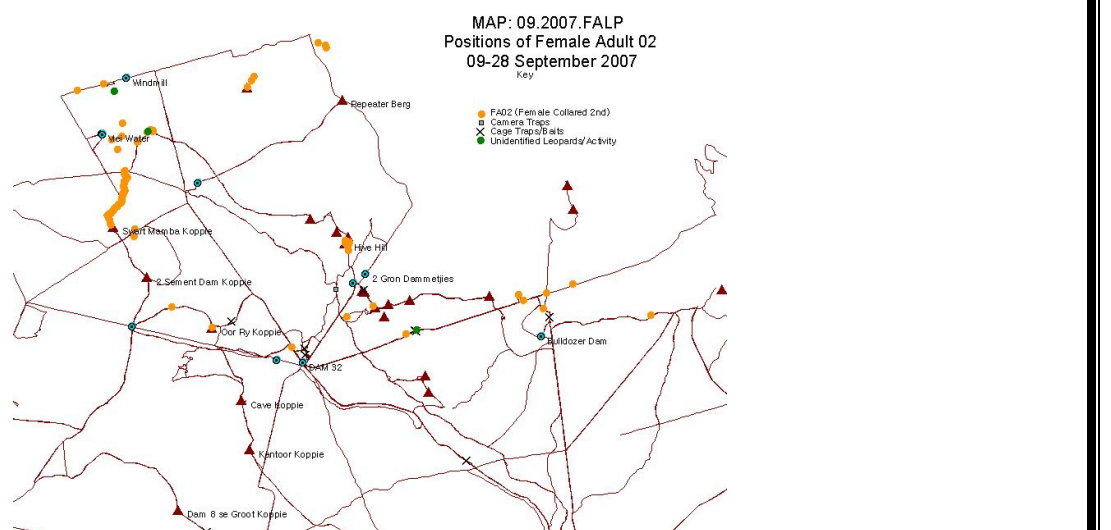 MAP: 09.2007.FALP
Positions of Female Adult 02
09-28 September 2007
Key
FA02 (Female Collared 2nd)
Camera Traps
Cage Traps/Baits
Unidentified Leopards/Activity
Windmill
Repeater Berg
Mei Water
Swart Mamba Koppie
Hive Hill
2 Sement Dam Koppie
2 Gron Dammetjies
Oor Ry Koppie
Bulldozer Dam
DAM 32
Cave Koppie
Kantoor Koppie
Dam 8 se Groot Koppie